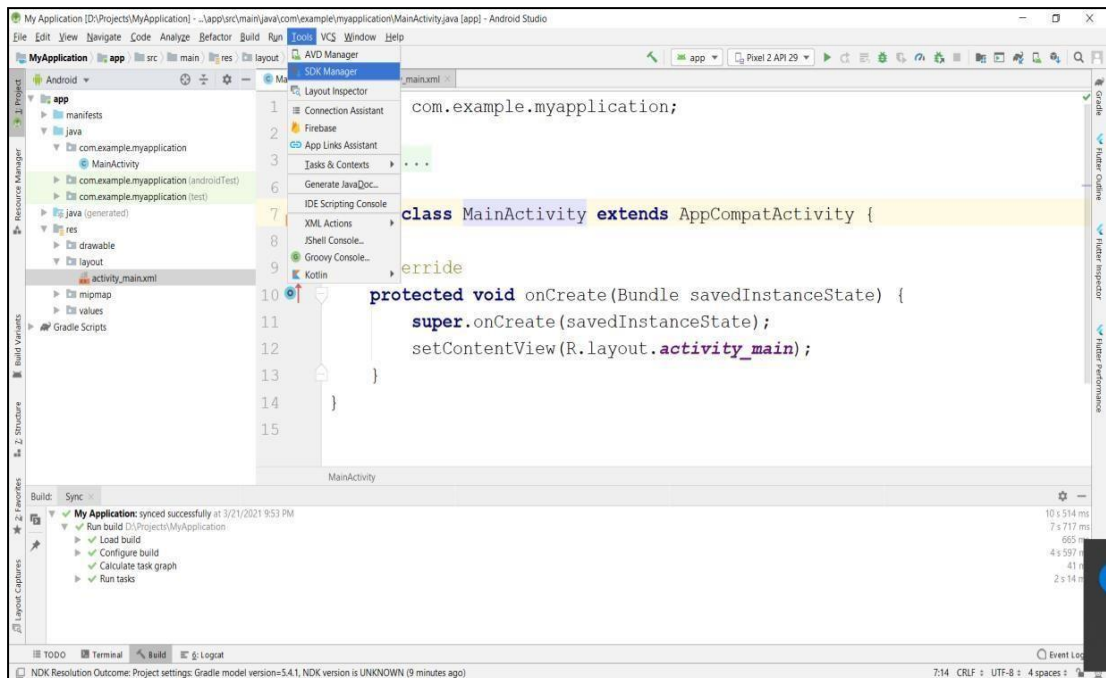 My Application [D:\Projects\MyApplication] - ...\app\src\main\java\com\example\myapplication\MainActivity.java [app] - Android Studio
File Edit View Navigate Code Analyze Refactor Build Run Tools VCS Window Help
MyApplication app src main res layout
app Pixel 2 API 29
AVD Manager
SDK Manager
Layout Inspector
Connection Assistant
Firebase
App Links Assistant
Tasks & Contexts
Generate JavaDoc...
IDE Scripting Console
XML Actions
JShell Console...
Groovy Console...
Kotlin
1: Project
Resource Manager
Build Variants
Z: Structure
2: Favorites
Layout Captures
Android
app
manifests
java
com.example.myapplication
MainActivity
com.example.myapplication (androidTest)
com.example.myapplication (test)
java (generated)
res
drawable
layout
activity_main.xml
mipmap
values
Gradle Scripts
Ma
_main.xml
1 com.example.myapplication;
2
3 ...
6
7 class MainActivity extends AppCompatActivity {
8
9 erride
10 protected void onCreate(Bundle savedInstanceState) {
11 super.onCreate(savedInstanceState);
12 setContentView(R.layout.activity_main);
13 }
14 }
15
MainActivity
Gradle
Flutter Outline
Flutter Inspector
Flutter Performance
Build: Sync
My Application: synced successfully at 3/21/2021 9:53 PM 10 s 514 ms
Run build D:\Projects\MyApplication 7 s 717 ms
Load build 665 m
Configure build 4 s 597 m
Calculate task graph 41 m
Run tasks 2 s 14 m
TODO Terminal Build 6: Logcat Event Log
NDK Resolution Outcome: Project settings: Gradle model version=5.4.1, NDK version is UNKNOWN (9 minutes ago) 7:14 CRLF UTF-8 4 spaces